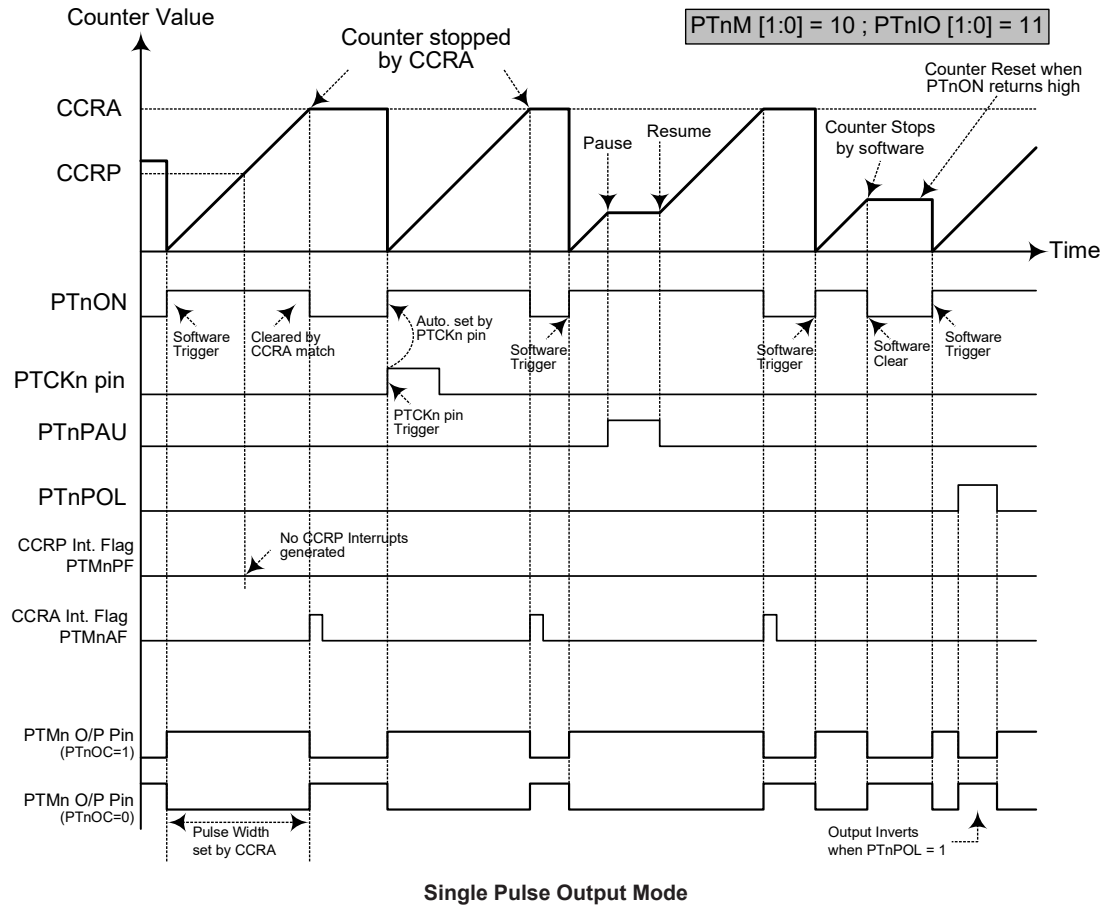 Counter Value
PTnM [1:0] = 10 ; PTnIO [1:0] = 11
Counter stopped
by CCRA
Counter Reset when
PTnON returns high
CCRA
CCRP
Pause
Resume
Counter Stops
by software
Time
PTnON
Software
Trigger
Cleared by
CCRA match
Auto. set by
PTCKn pin
Software
Trigger
Software
Trigger
Software
Clear
Software
Trigger
PTCKn pin
PTCKn pin
Trigger
PTnPAU
PTnPOL
CCRP Int. Flag
PTMnPF
No CCRP Interrupts
generated
CCRA Int. Flag
PTMnAF
PTMn O/P Pin
(PTnOC=1)
PTMn O/P Pin
(PTnOC=0)
Pulse Width
set by CCRA
Output Inverts
when PTnPOL = 1
Single Pulse Output Mode